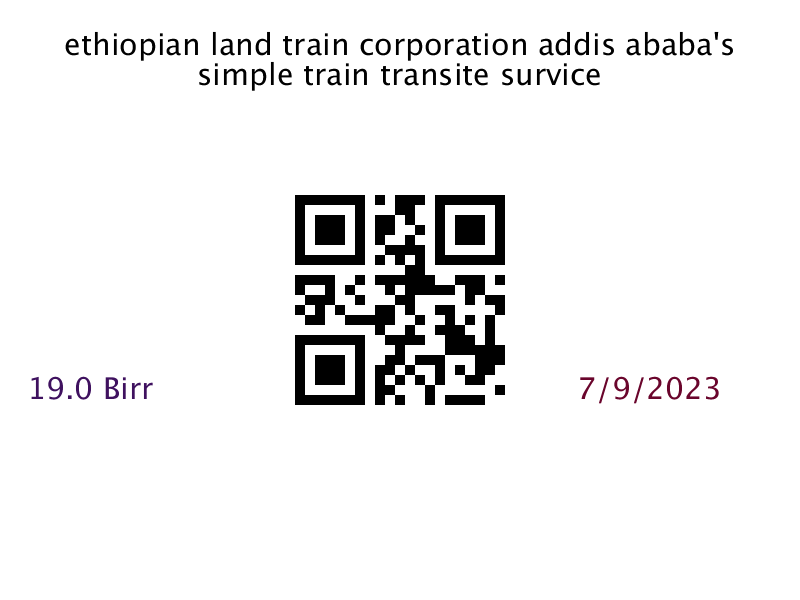 ethiopian land train corporation addis ababa's
simple train transite survice
19.0 Birr
7/9/2023